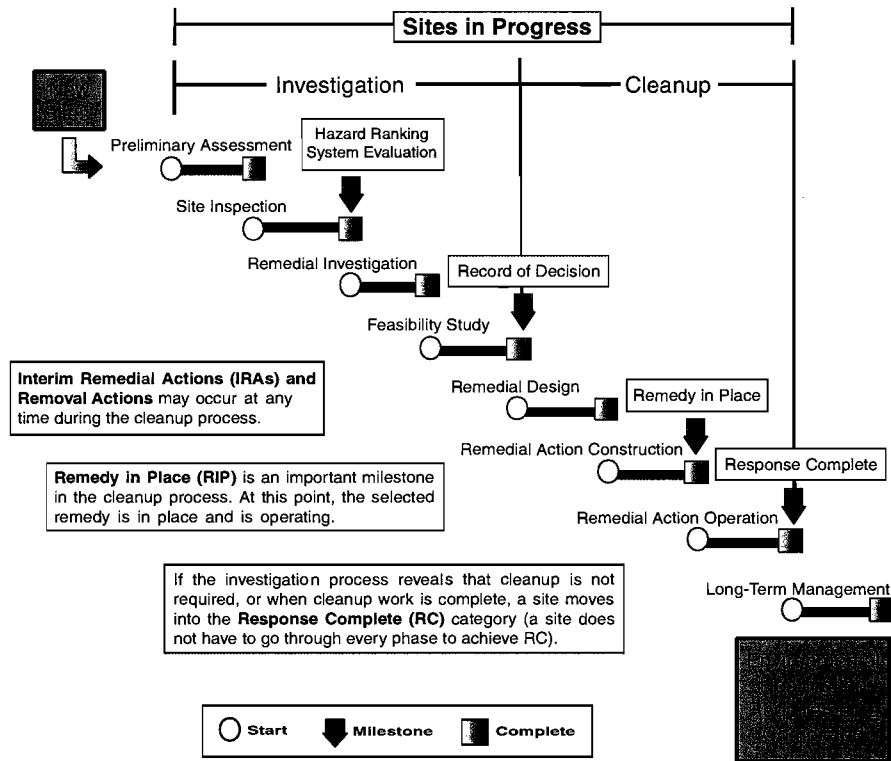 Sites in Progress
Investigation
Cleanup
Preliminary Assessment
Hazard Ranking
System Evaluation
Site Inspection
Remedial Investigation
Record of Decision
Feasibility Study
Interim Remedial Actions (IRAs) and
Removal Actions may occur at any
time during the cleanup process.
Remedial Design
Remedy in Place
Remedial Action Construction
Response Complete
Remedy in Place (RIP) is an important milestone
in the cleanup process. At this point, the selected
remedy is in place and is operating.
Remedial Action Operation
If the investigation process reveals that cleanup is not
required, or when cleanup work is complete, a site moves
into the Response Complete (RC) category (a site does
not have to go through every phase to achieve RC).
Long-Term Management
Start
Milestone
Complete